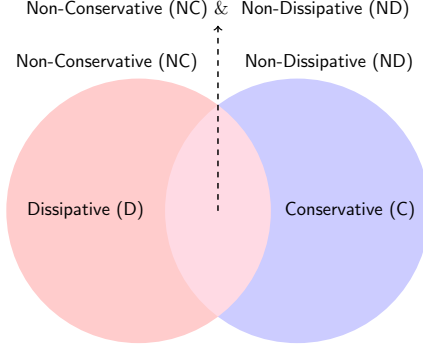 Non-Conservative (NC) & Non-Dissipative (ND)
Non-Conservative (NC) Non-Dissipative (ND)
Dissipative (D) Conservative (C)